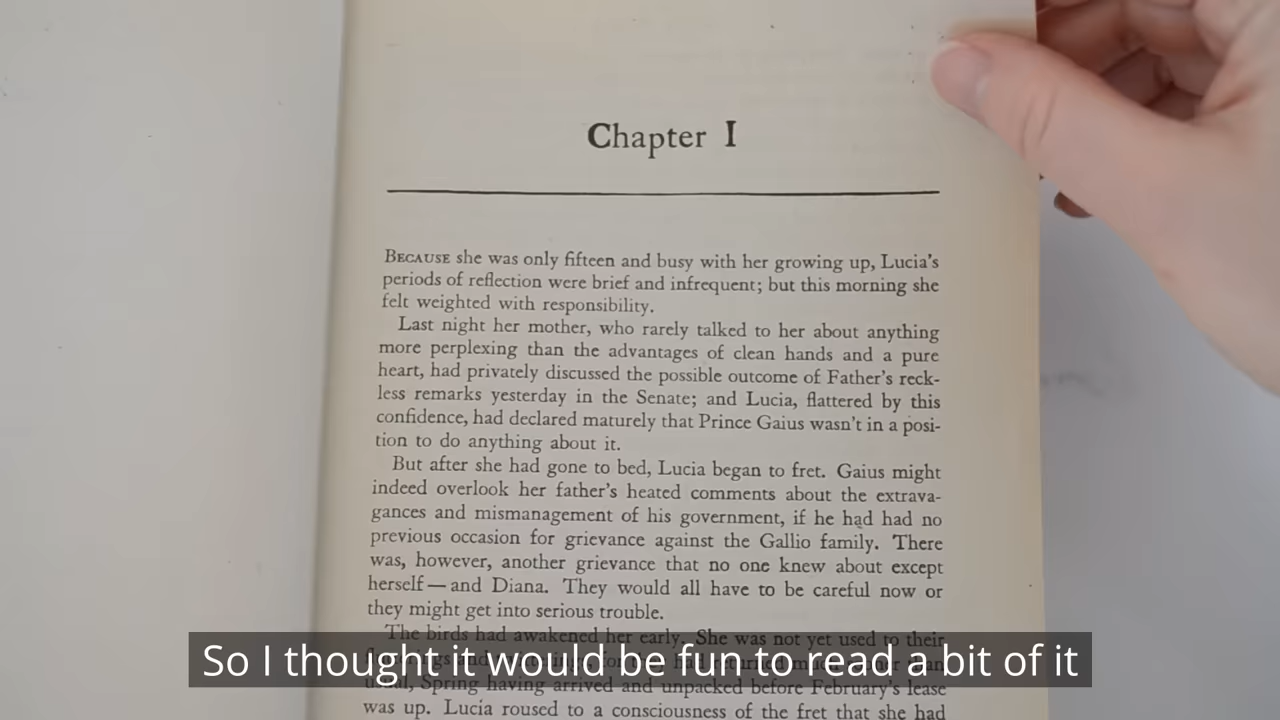 Chapter I
BECAUSE she was only fifteen and busy with her growing up, Lucia's
periods of reflection were brief and infrequent; but this morning she
felt weighted with responsibility.
Last night her mother, who rarely talked to her about anything
more perplexing than the advantages of clean hands and a pure
heart, had privately discussed the possible outcome of Father's reck-
less remarks yesterday in the Senate; and Lucia, flattered by this
confidence, had declared maturely that Prince Gaius wasn't in a posi-
tion to do anything about it.
But after she had gone to bed, Lucia began to fret. Gaius might
indeed overlook her father's heated comments about the extrava-
gances and mismanagement of his government, if he had had no
previous occasion for grievance against the Gallio family. There
was, however, another grievance that no one knew about except
herself—and Diana. They would all have to be careful now or
they might get into serious trouble.
The birds had awakened her early. She was not yet used to their
So I thought it would be fun to read a bit of it
usual, Spring having arrived and unpacked before February's lease
was up. Lucia roused to a consciousness of the fret that she had